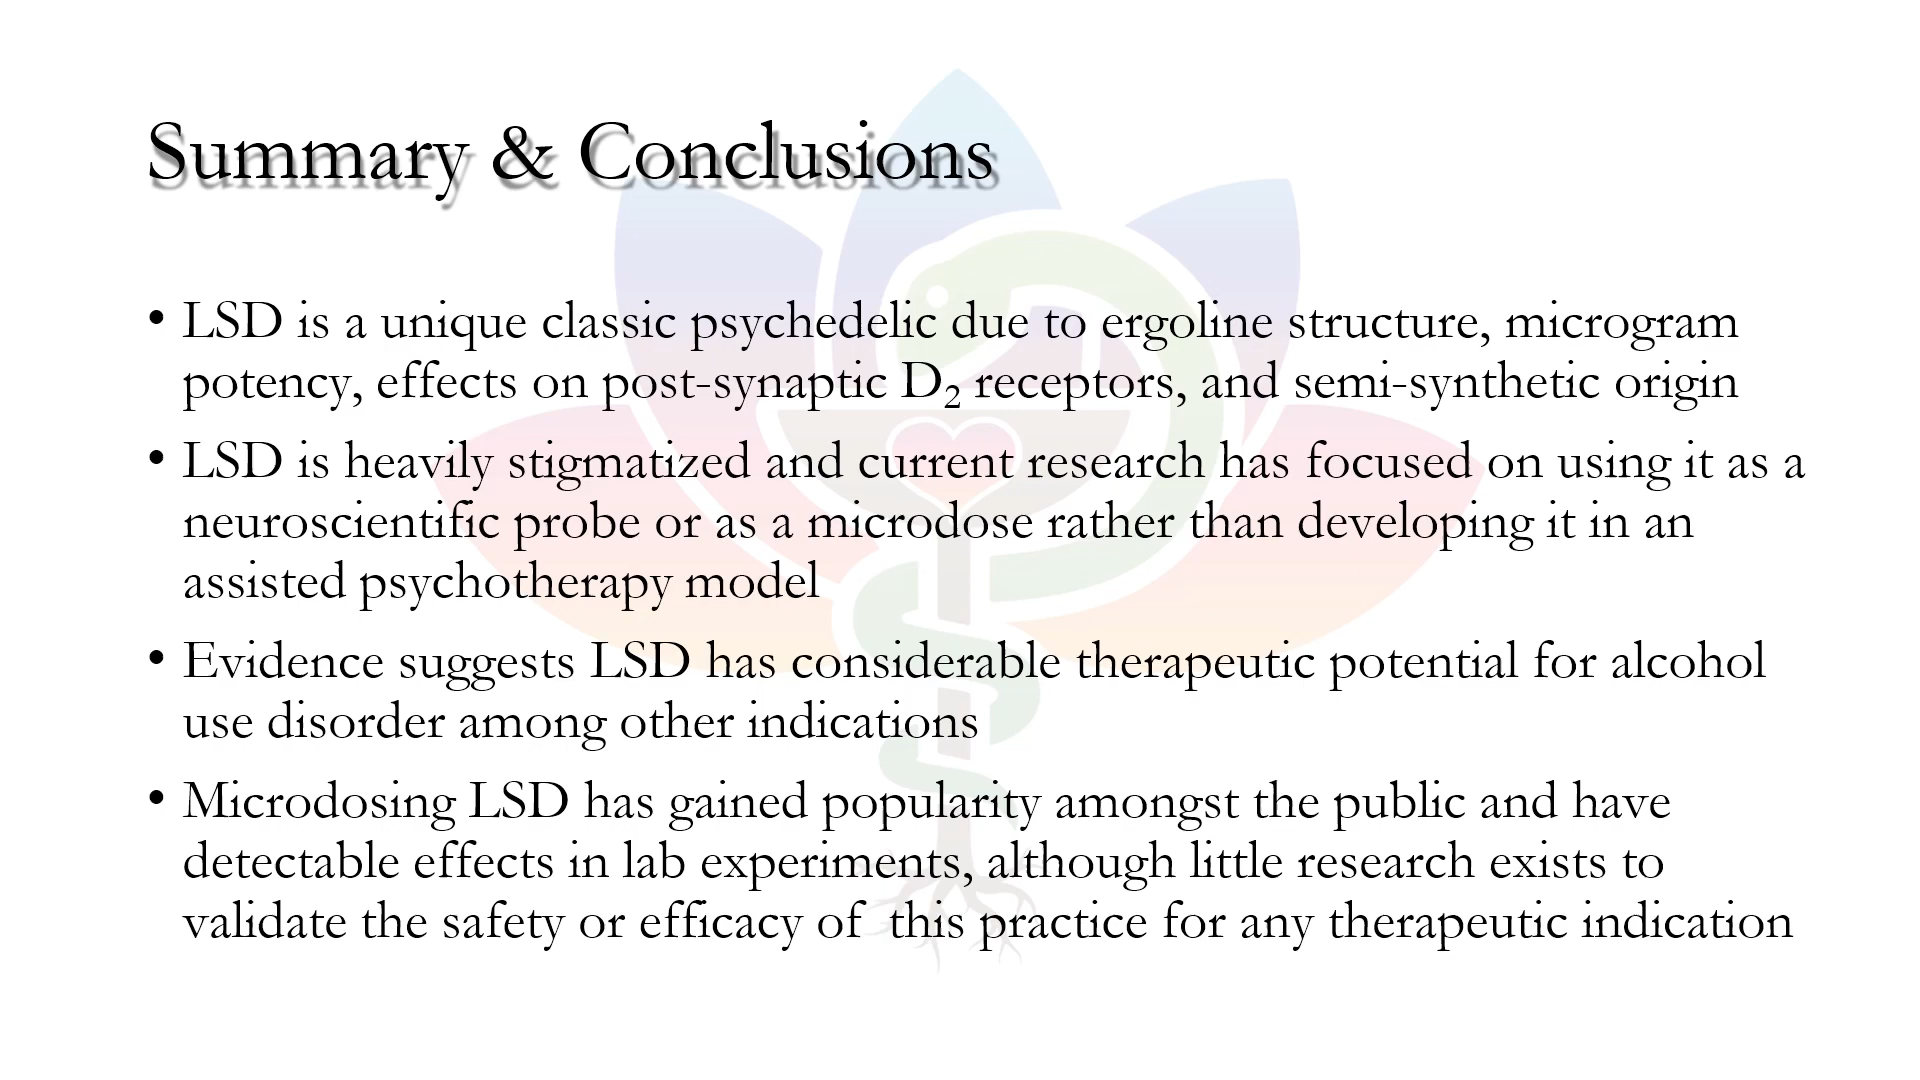 Summary & Conclusions
• LSD is a unique classic psychedelic due to ergoline structure, microgram
potency, effects on post-synaptic D₂ receptors, and semi-synthetic origin
• LSD is heavily stigmatized and current research has focused on using it as a
neuroscientific probe or as a microdose rather than developing it in an
assisted psychotherapy model
• Evidence suggests LSD has considerable therapeutic potential for alcohol
use disorder among other indications
• Microdosing LSD has gained popularity amongst the public and have
detectable effects in lab experiments, although little research exists to
validate the safety or efficacy of  this practice for any therapeutic indication